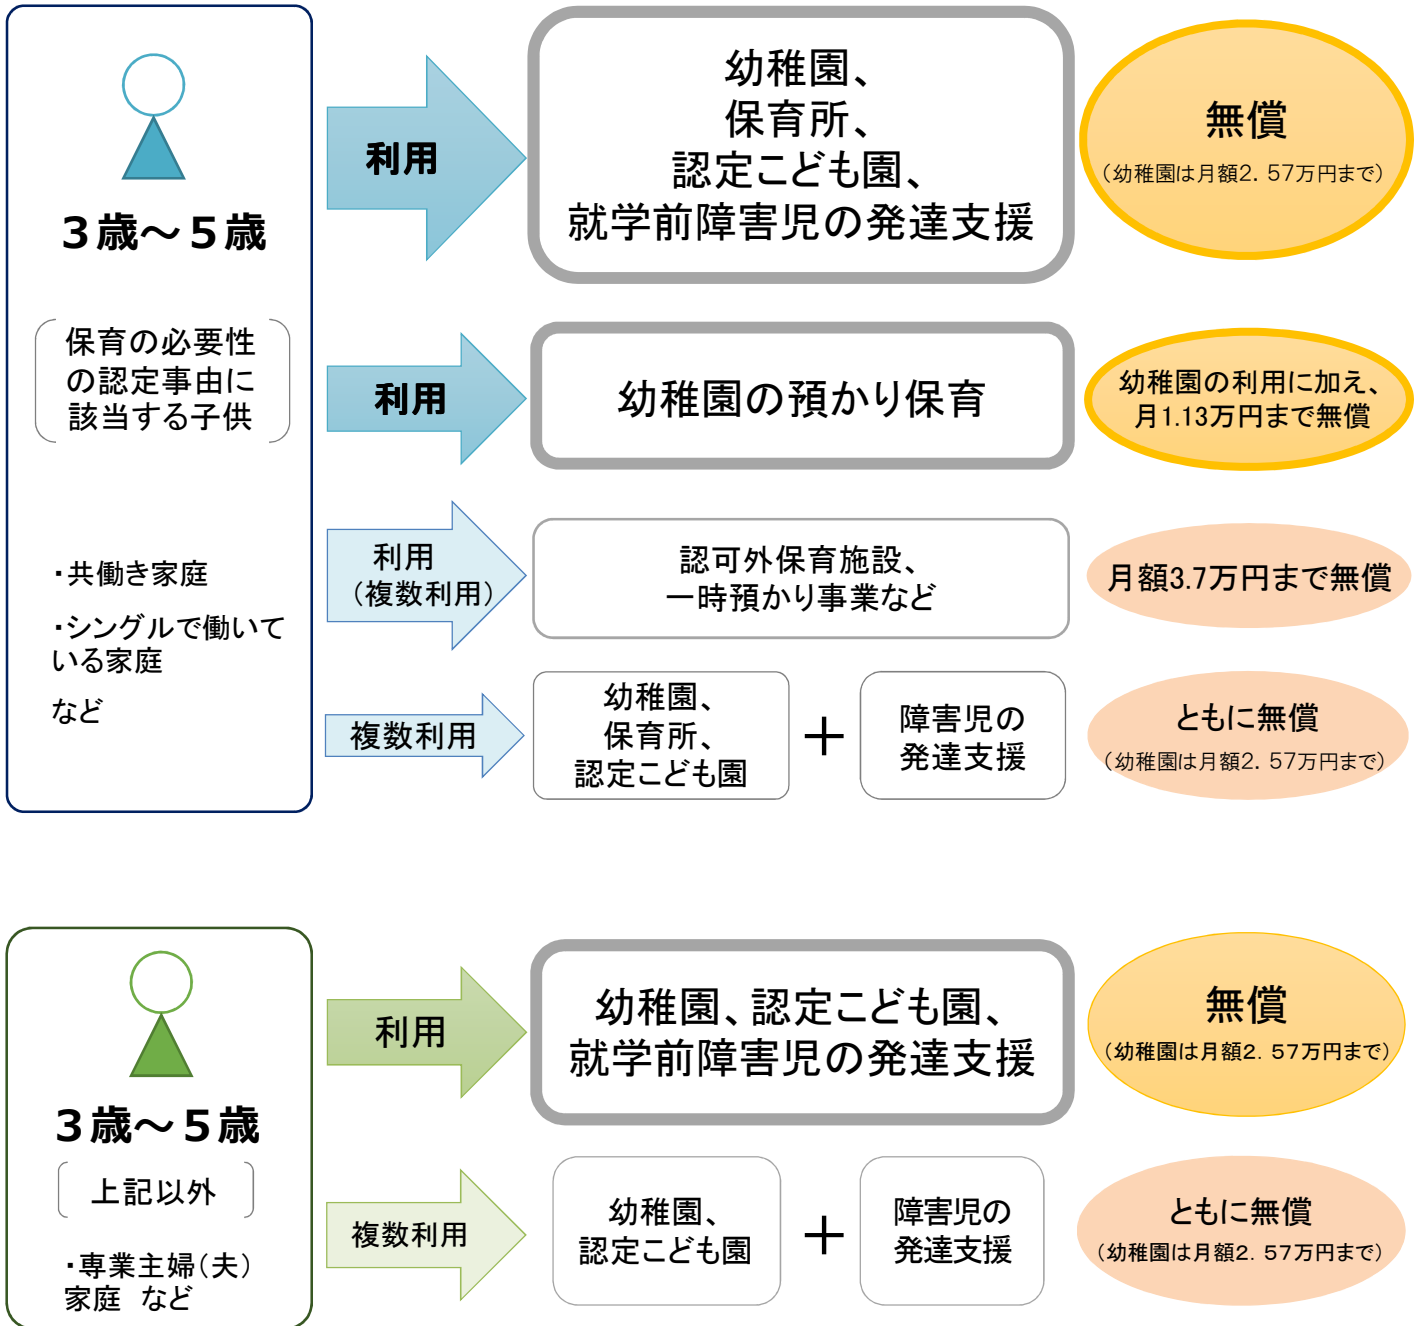 3歳～5歳
保育の必要性
の認定事由に
該当する子供
・共働き家庭
・シングルで働いて
いる家庭
など
利用
幼稚園、
保育所、
認定こども園、
就学前障害児の発達支援
無償
（幼稚園は月額2．57万円まで）
利用
幼稚園の預かり保育
幼稚園の利用に加え、
月1.13万円まで無償
利用
（複数利用）
認可外保育施設、
一時預かり事業など
月額3.7万円まで無償
複数利用
幼稚園、
保育所、
認定こども園
＋
障害児の
発達支援
ともに無償
（幼稚園は月額2．57万円まで）
3歳～5歳
上記以外
・専業主婦（夫）
家庭 など
利用
幼稚園、認定こども園、
就学前障害児の発達支援
無償
（幼稚園は月額2．57万円まで）
複数利用
幼稚園、
認定こども園
＋
障害児の
発達支援
ともに無償
（幼稚園は月額2．57万円まで）